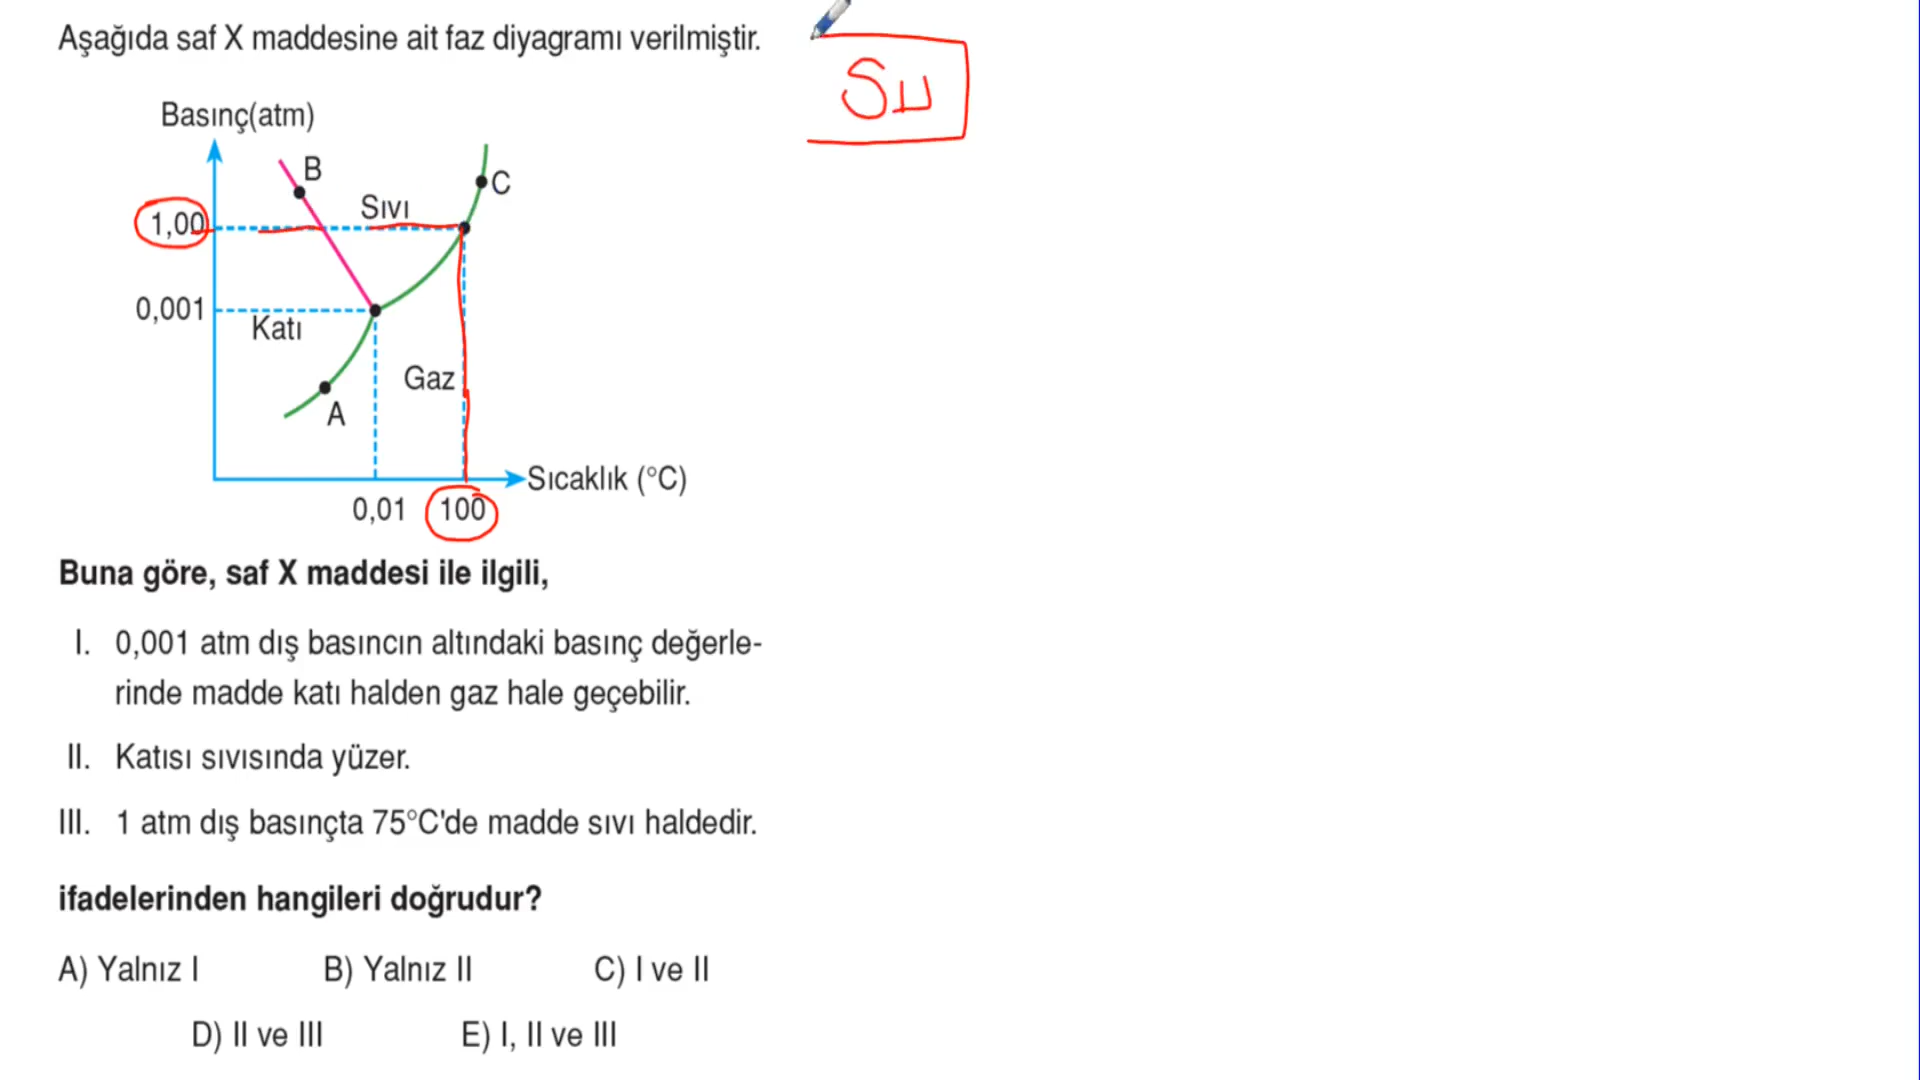 Aşağıda saf X maddesine ait faz diyagramı verilmiştir.
Su
Basınç(atm)
B
C
Sıvı
1,00
0,001
Katı
Gaz
A
Sıcaklık (°C)
0,01 100
Buna göre, saf X maddesi ile ilgili,
I. 0,001 atm dış basıncın altındaki basınç değerle-
rinde madde katı halden gaz hale geçebilir.
II. Katısı sıvısında yüzer.
III. 1 atm dış basınçta 75°C'de madde sıvı haldedir.
ifadelerinden hangileri doğrudur?
A) Yalnız I B) Yalnız II C) I ve II
D) II ve III E) I, II ve III